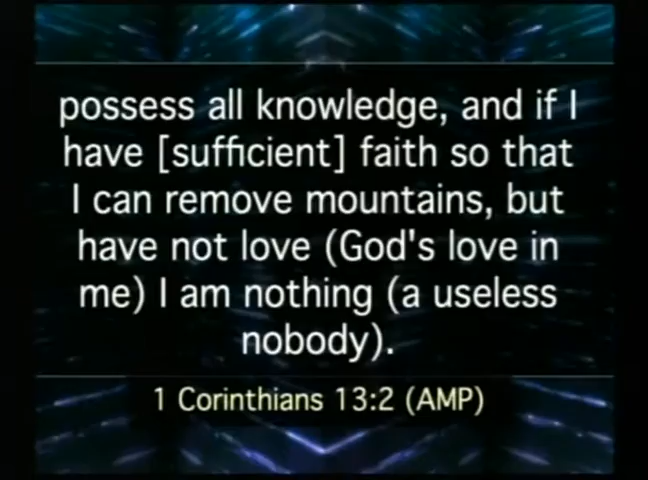 possess all knowledge, and if I
have [sufficient] faith so that
I can remove mountains, but
have not love (God's love in
me) I am nothing (a useless
nobody).
1 Corinthians 13:2 (AMP)